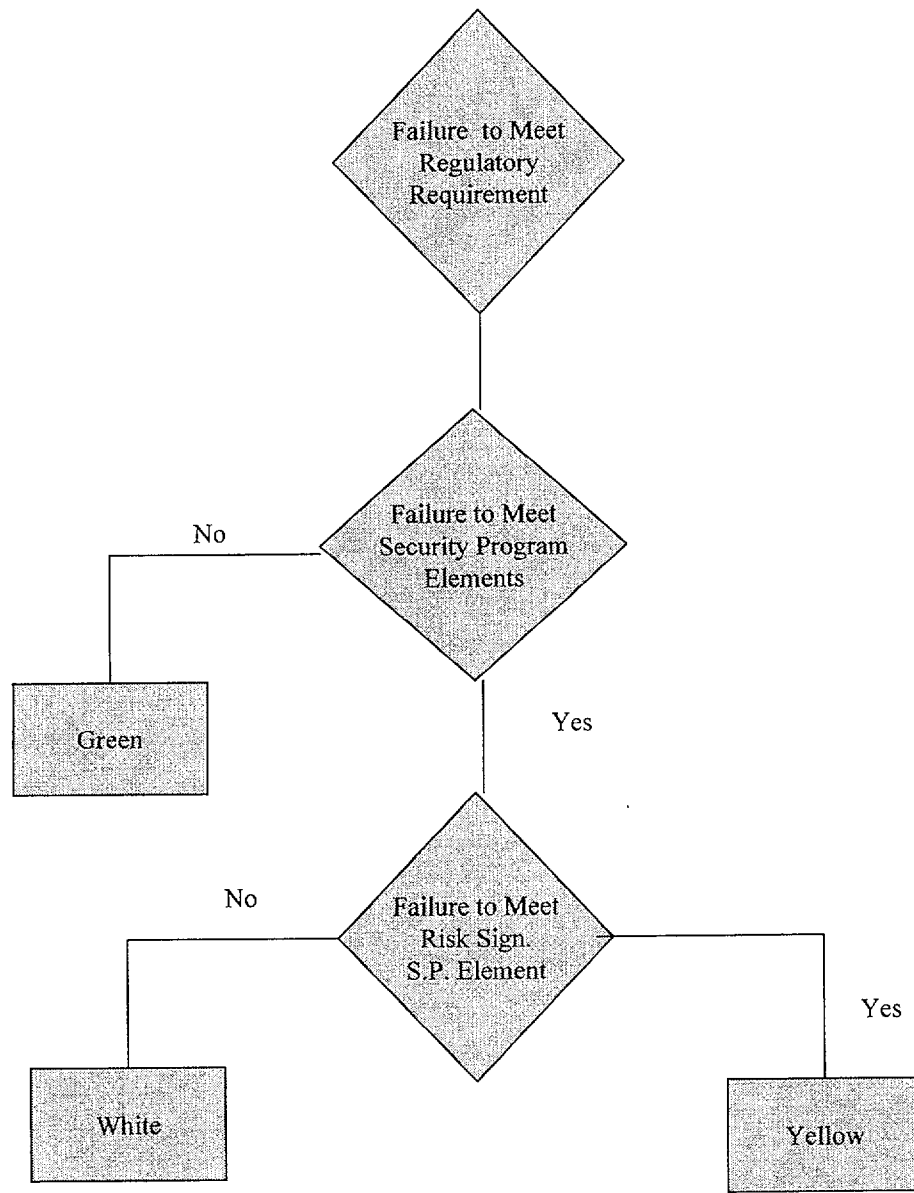 Failure to Meet
Regulatory
Requirement
Failure to Meet
Security Program
Elements
No
Green
Yes
Failure to Meet
Risk Sign.
S.P. Element
No
White
Yes
Yellow